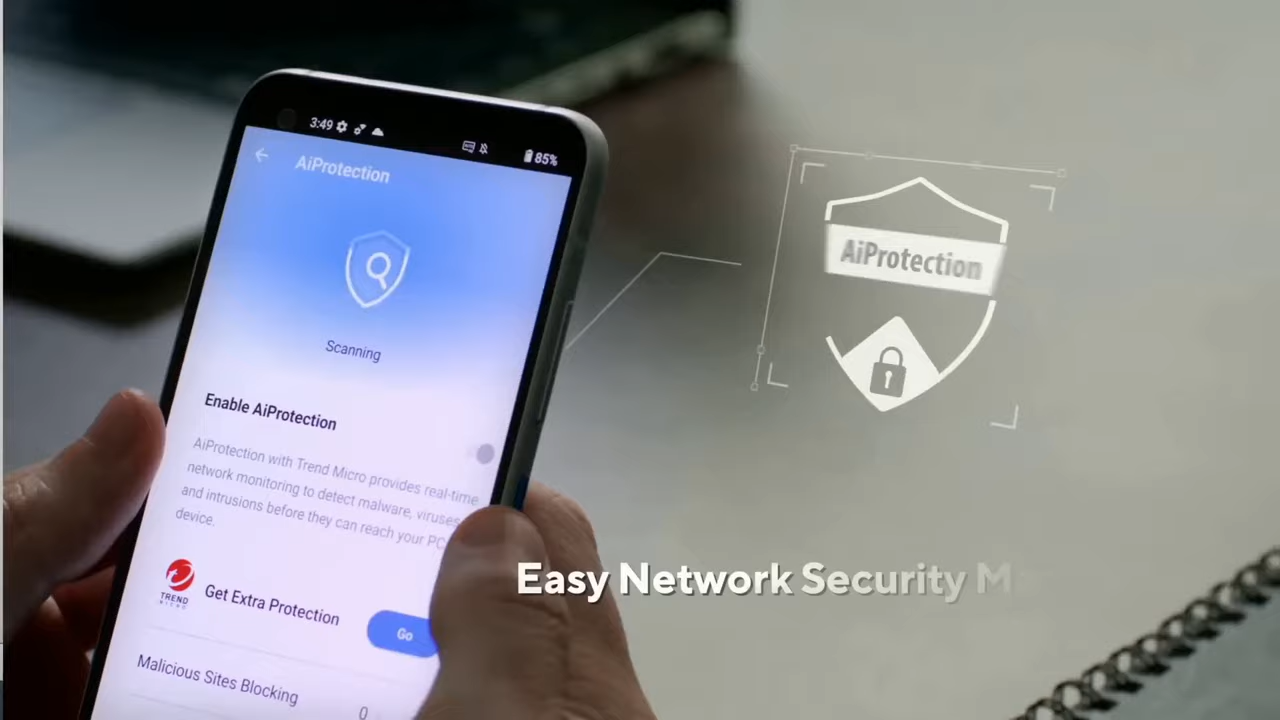 3:49
85%
AiProtection
Scanning
Enable AiProtection
AiProtection with Trend Micro provides real-time
network monitoring to detect malware, viruses
and intrusions before they can reach your PC
device.
TREND
MICRO
Get Extra Protection
Go
Malicious Sites Blocking
0
AiProtection
Easy Network Security M